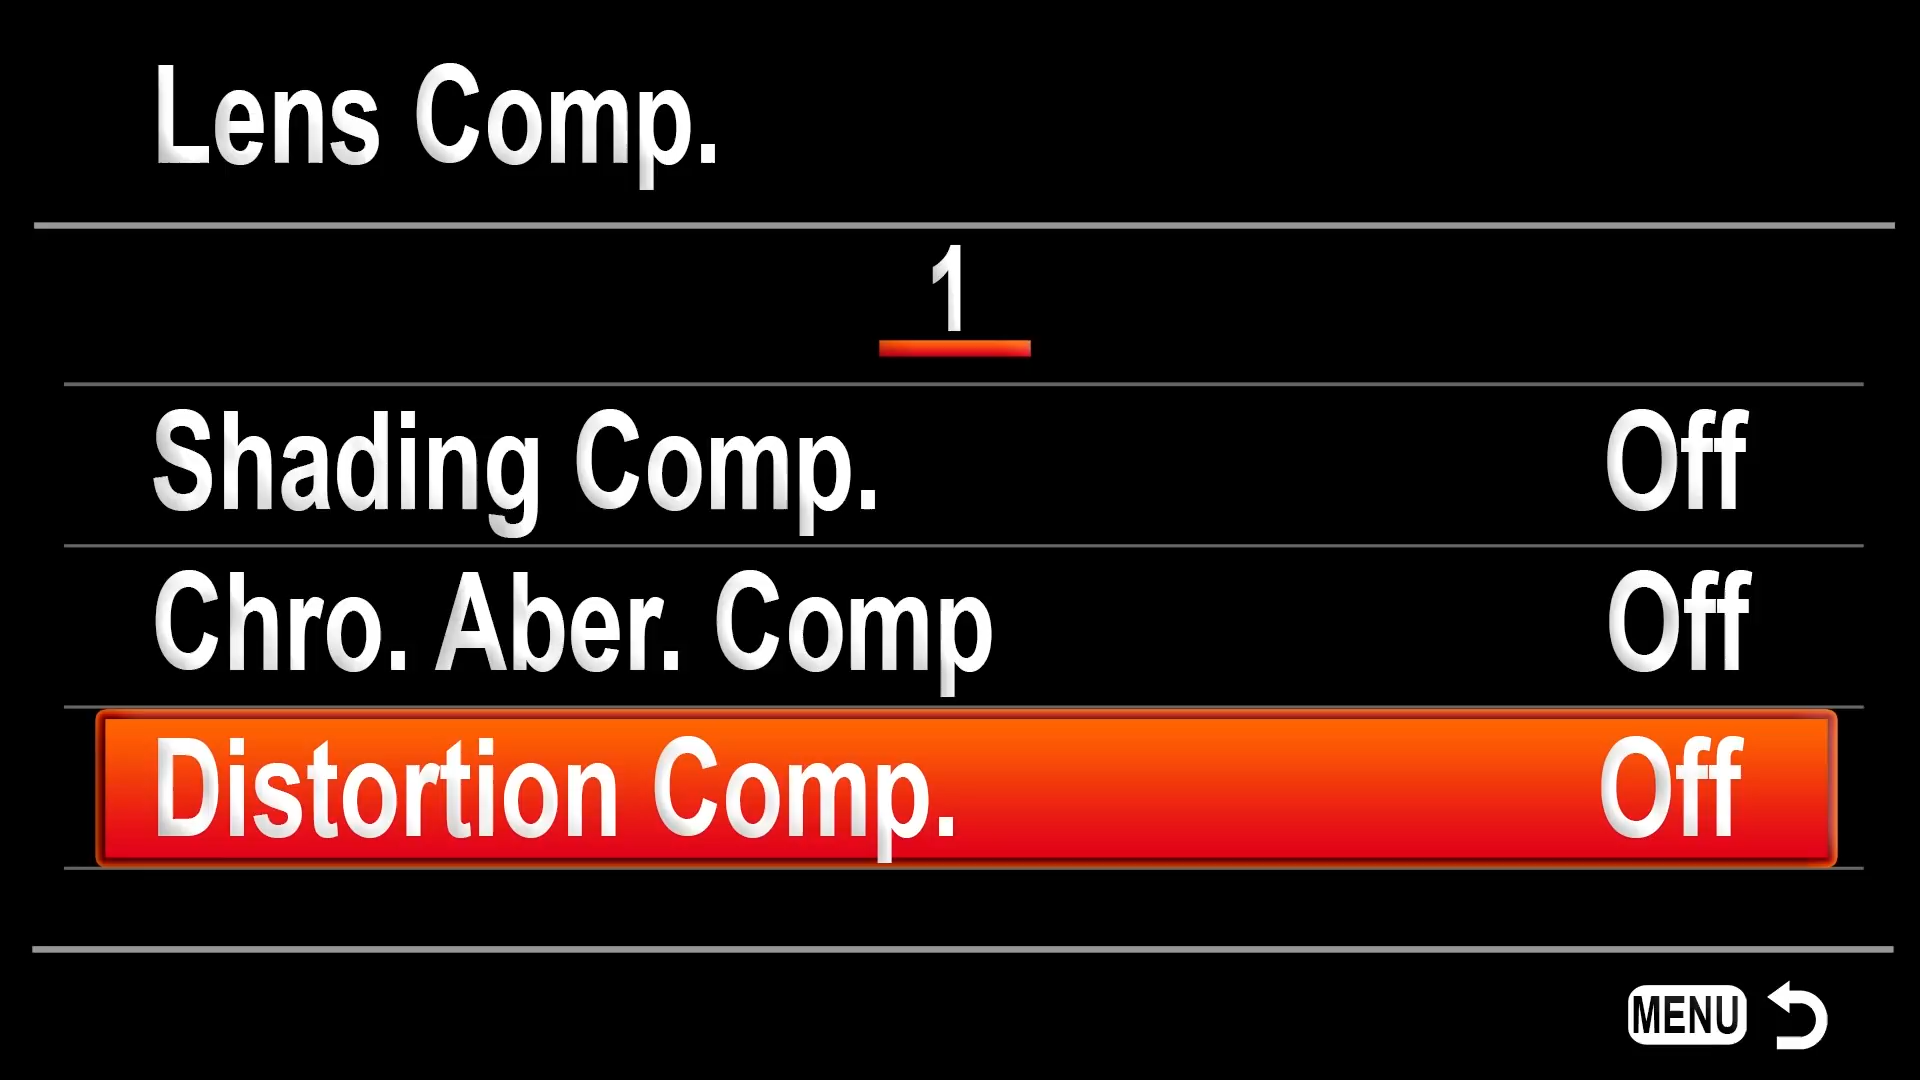 Lens Comp.
1
Shading Comp. Off
Chro. Aber. Comp Off
Distortion Comp. Off
MENU